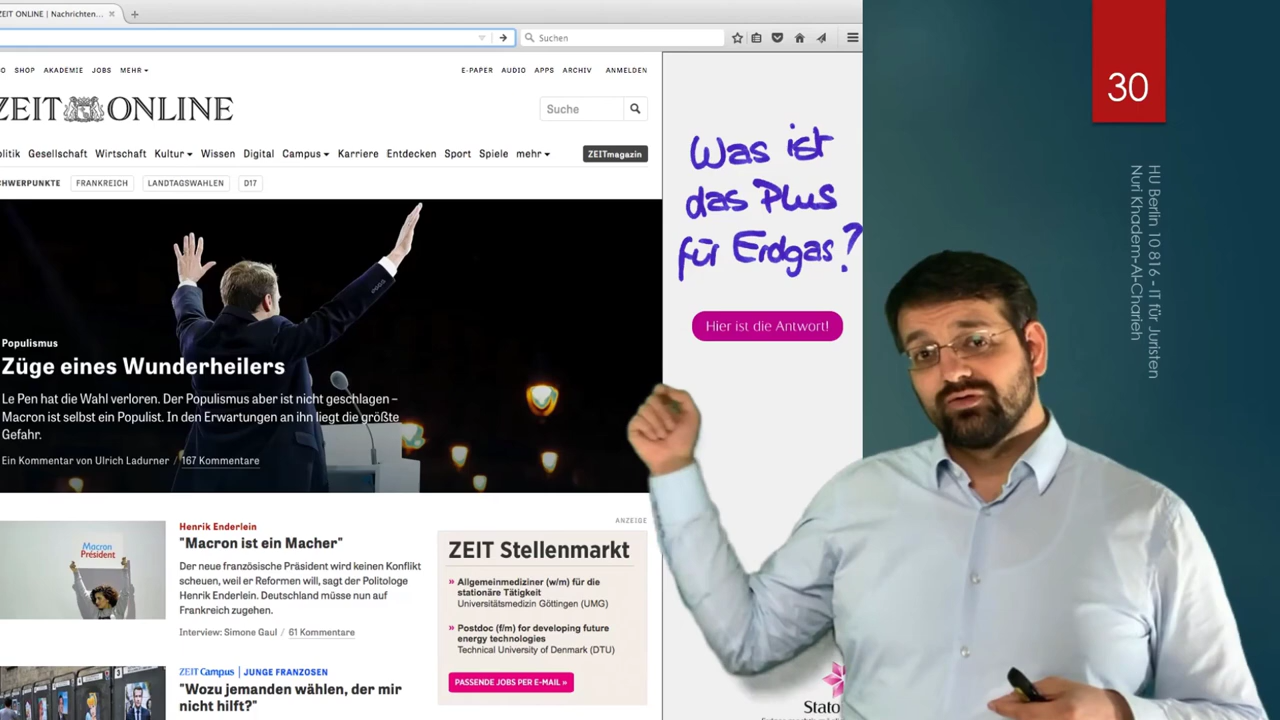 ZEIT ONLINE | Nachrichten...
Suchen
SHOP AKADEMIE JOBS MEHR
E-PAPER AUDIO APPS ARCHIV ANMELDEN
ZEIT ONLINE
Suche
Gesellschaft Wirtschaft Kultur Wissen Digital Campus Karriere Entdecken Sport Spiele mehr ZEITmagazin
FRANKREICH LANDTAGSWAHLEN D17
Populismus
Züge eines Wunderheilers
Le Pen hat die Wahl verloren. Der Populismus aber ist nicht geschlagen –
Macron ist selbst ein Populist. In den Erwartungen an ihn liegt die größte
Gefahr.
Ein Kommentar von Ulrich Ladurner / 167 Kommentare
Macron
Président
Henrik Enderlein
"Macron ist ein Macher"
Der neue französische Präsident wird keinen Konflikt
scheuen, weil er Reformen will, sagt der Politologe
Henrik Enderlein. Deutschland müsse nun auf
Frankreich zugehen.
Interview: Simone Gaul / 61 Kommentare
ZEIT Campus | JUNGE FRANZOSEN
"Wozu jemanden wählen, der mir
nicht hilft?"
ANZEIGE
ZEIT Stellenmarkt
» Allgemeinmediziner (w/m) für die
stationäre Tätigkeit
Universitätsmedizin Göttingen (UMG)
» Postdoc (f/m) for developing future
energy technologies
Technical University of Denmark (DTU)
PASSENDE JOBS PER E-MAIL »
Was ist
das Plus
für Erdgas?
Hier ist die Antwort!
Stato
30
HU Berlin 10 816 - IT für Juristen
Nuri Khadem-Al-Charieh